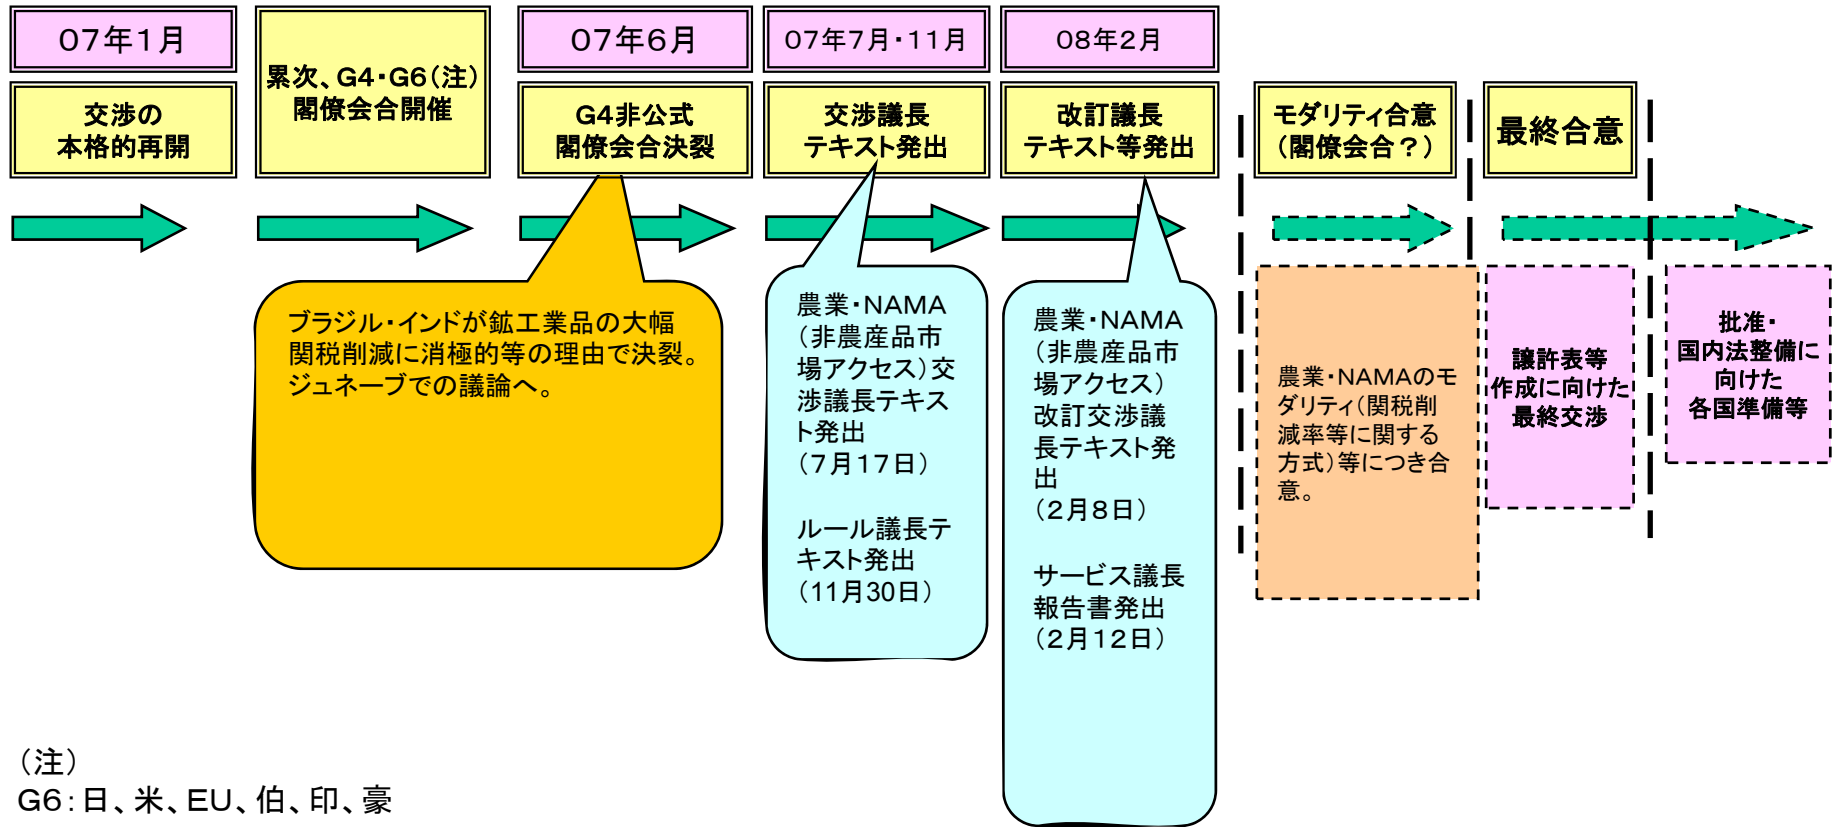 07年1月
交渉の
本格的再開
累次、G4・G6(注)
閣僚会合開催
07年6月
G4非公式
閣僚会合決裂
07年7月・11月
交渉議長
テキスト発出
08年2月
改訂議長
テキスト等発出
モダリティ合意
(閣僚会合?)
最終合意
ブラジル・インドが鉱工業品の大幅
関税削減に消極的等の理由で決裂。
ジュネーブでの議論へ。
農業・NAMA
(非農産品市
場アクセス)交
渉議長テキス
ト発出
(7月17日)
ルール議長テ
キスト発出
(11月30日)
農業・NAMA
(非農産品市
場アクセス)
改訂交渉議
長テキスト発
出
(2月8日)
サービス議長
報告書発出
(2月12日)
農業・NAMAのモ
ダリティ(関税削
減率等に関する
方式)等につき合
意。
譲許表等
作成に向けた
最終交渉
批准・
国内法整備に
向けた
各国準備等
(注)
G6:日、米、EU、伯、印、豪